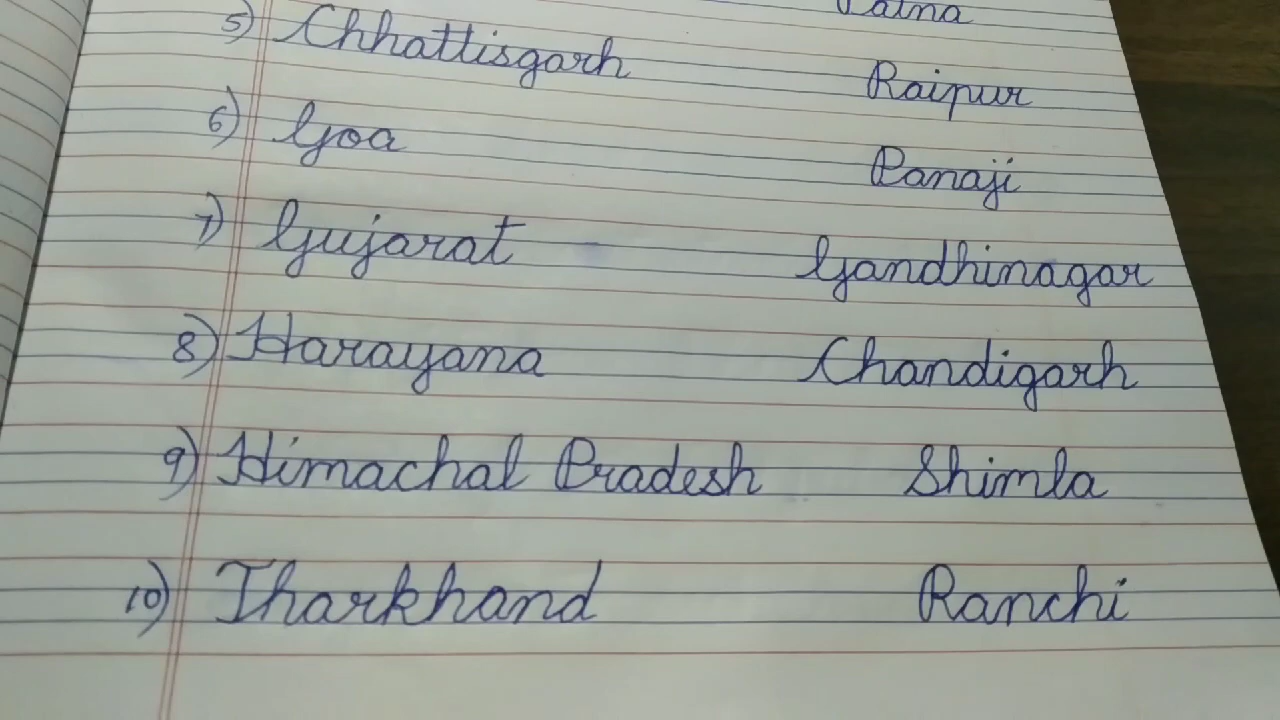 Patna
5) Chhattisgarh Raipur
6) Goa Panaji
7) Gujarat Gandhinagar
8) Harayana Chandigarh
9) Himachal Pradesh Shimla
10) Jharkhand Ranchi